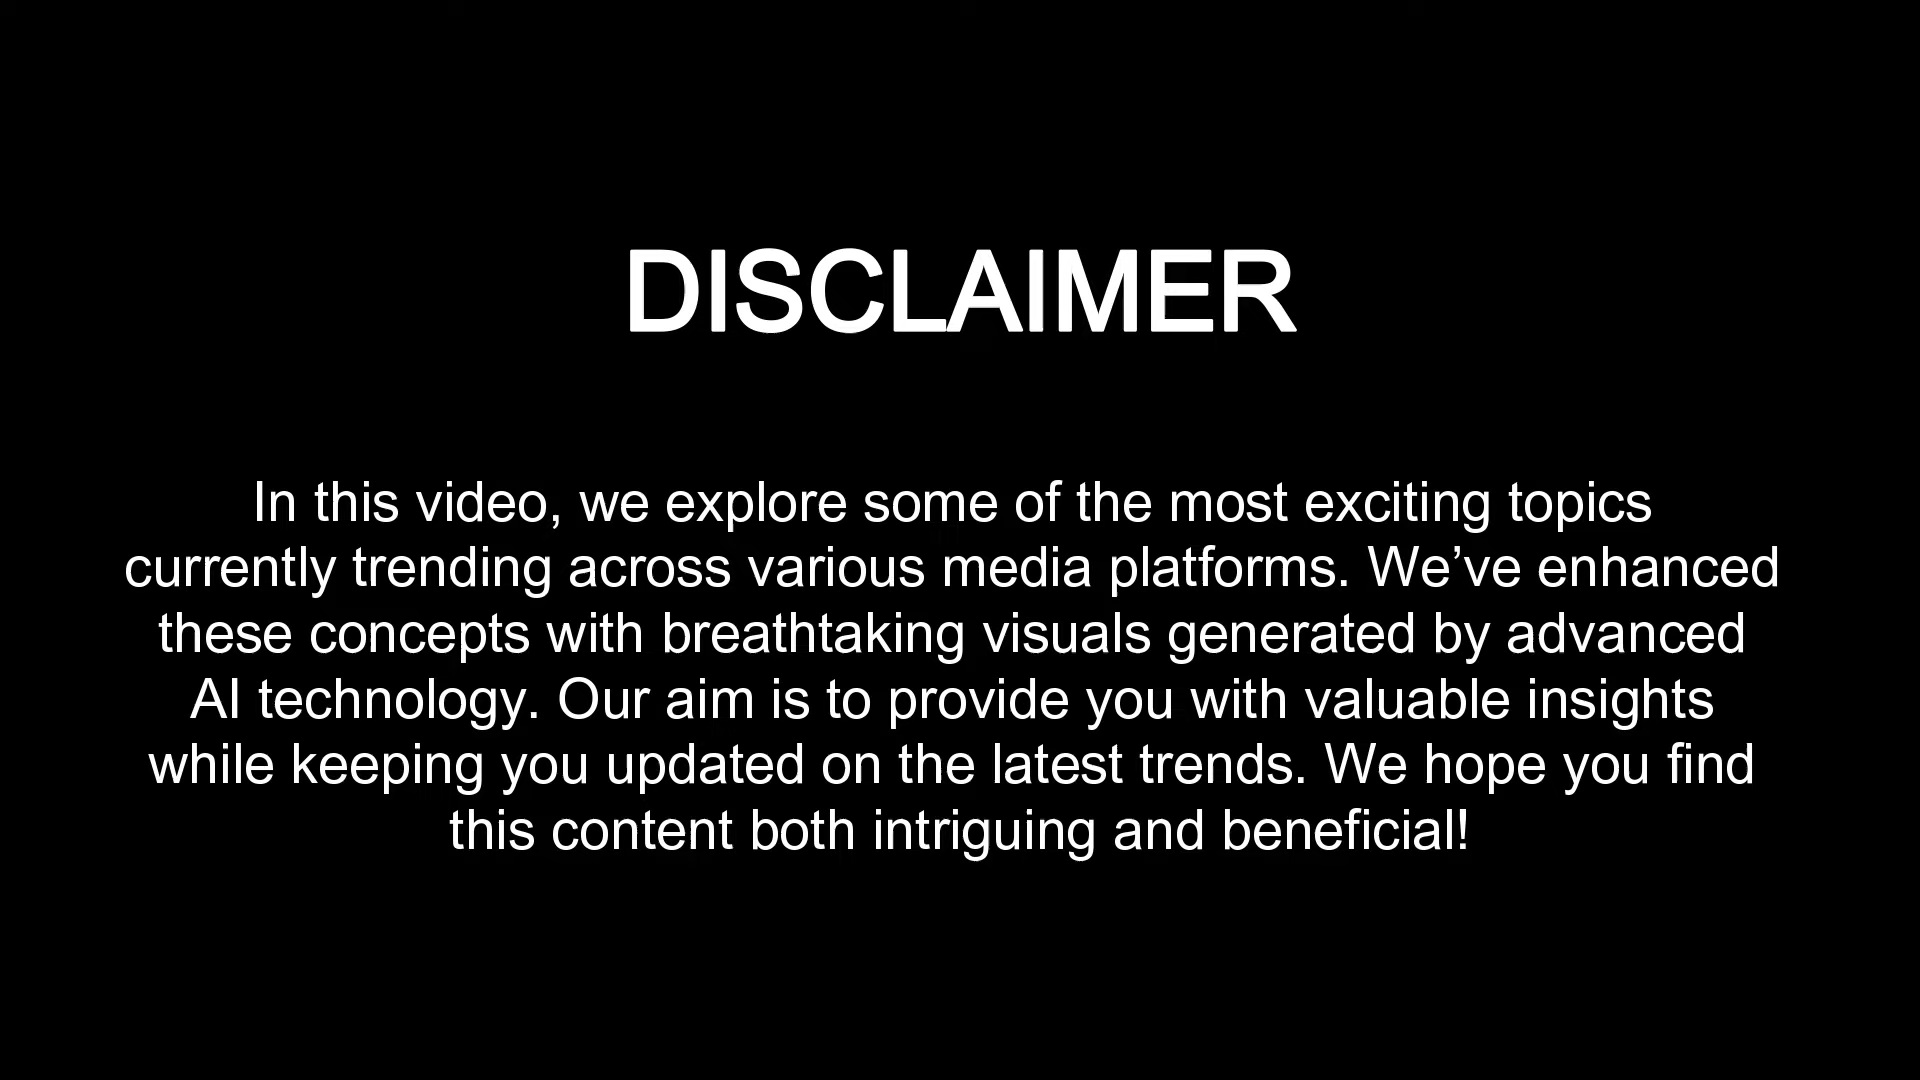 DISCLAIMER
In this video, we explore some of the most exciting topics
currently trending across various media platforms. We’ve enhanced
these concepts with breathtaking visuals generated by advanced
AI technology. Our aim is to provide you with valuable insights
while keeping you updated on the latest trends. We hope you find
this content both intriguing and beneficial!